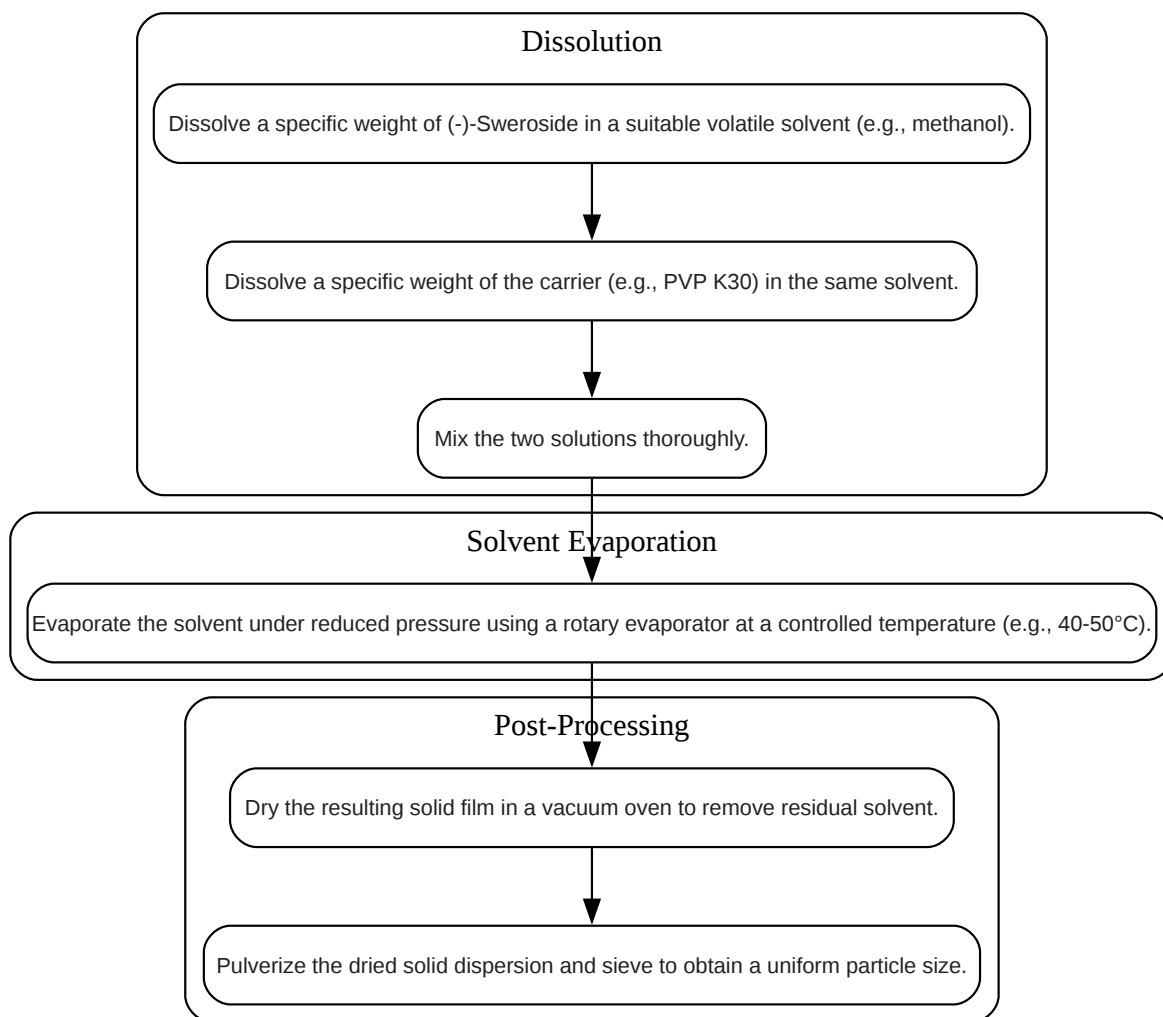 Dissolution
Dissolve a specific weight of (-)-Sweroside in a suitable volatile solvent (e.g., methanol).
Dissolve a specific weight of the carrier (e.g., PVP K30) in the same solvent.
Mix the two solutions thoroughly.
Solvent Evaporation
Evaporate the solvent under reduced pressure using a rotary evaporator at a controlled temperature (e.g., 40-50°C).
Post-Processing
Dry the resulting solid film in a vacuum oven to remove residual solvent.
Pulverize the dried solid dispersion and sieve to obtain a uniform particle size.